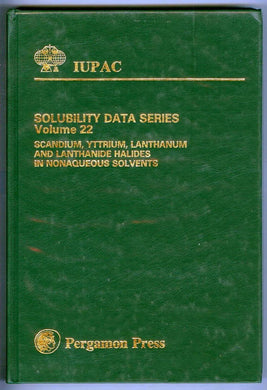 IUPAC
SOLUBILITY DATA SERIES
Volume 22
SCANDIUM, YTTRIUM, LANTHANUM
AND LANTHANIDE HALIDES
IN NONAQUEOUS SOLVENTS
Pergamon Press